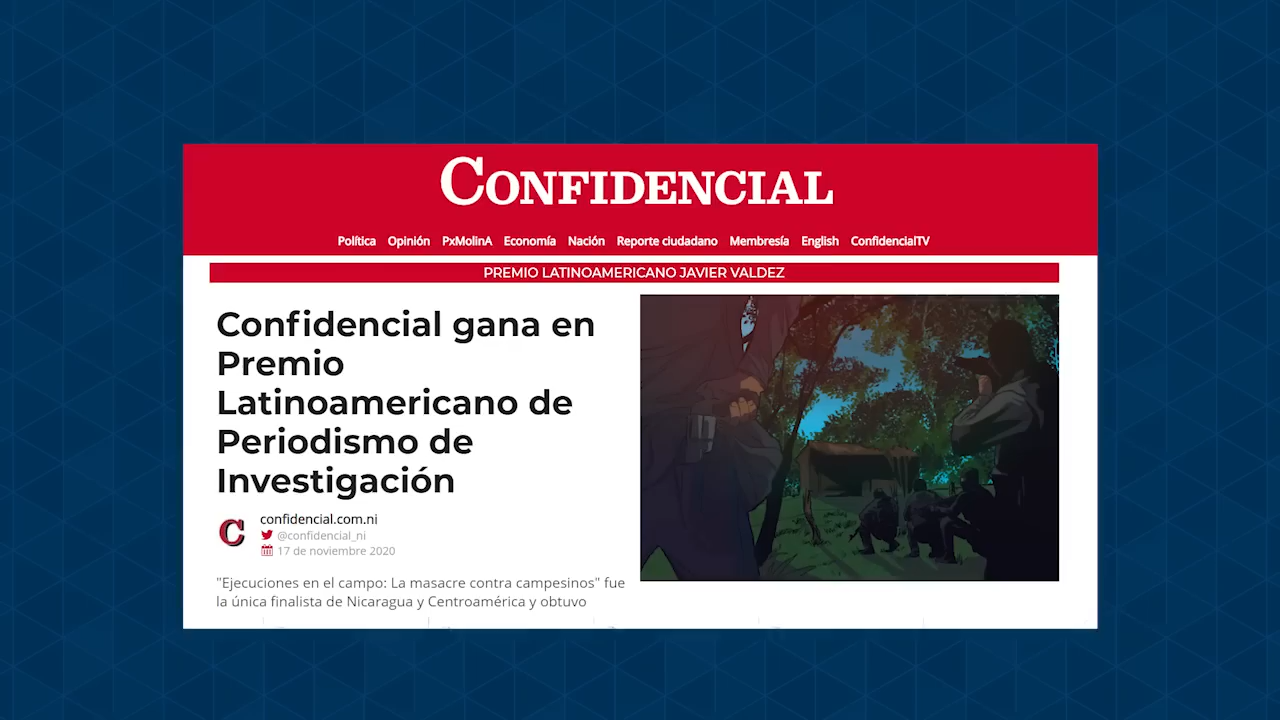 CONFIDENCIAL
Política Opinión PxMolinA Economía Nación Reporte ciudadano Membresía English ConfidencialTV
PREMIO LATINOAMERICANO JAVIER VALDEZ
Confidencial gana en
Premio
Latinoamericano de
Periodismo de
Investigación
C
confidencial.com.ni
@confidencial_ni
17 de noviembre 2020
"Ejecuciones en el campo: La masacre contra campesinos" fue
la única finalista de Nicaragua y Centroamérica y obtuvo